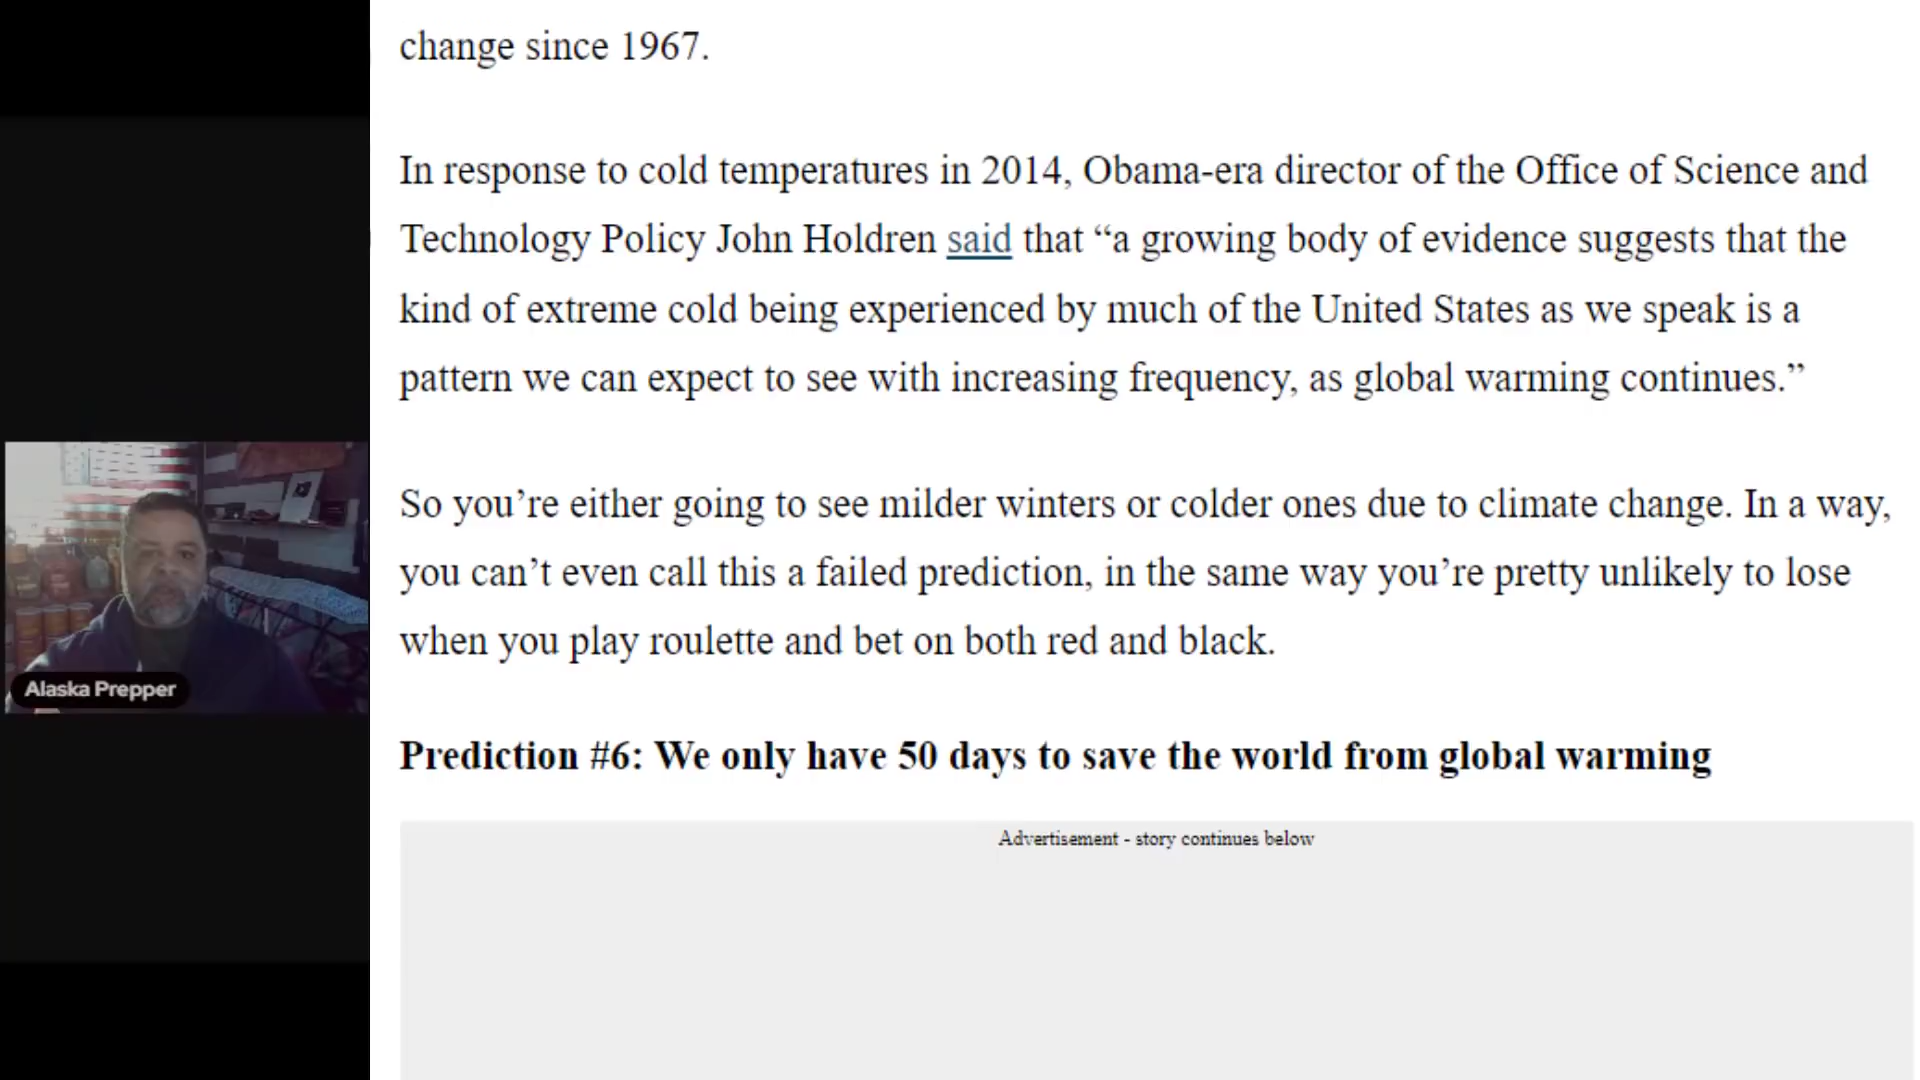 change since 1967.
In response to cold temperatures in 2014, Obama-era director of the Office of Science and
Technology Policy John Holdren said that “a growing body of evidence suggests that the
kind of extreme cold being experienced by much of the United States as we speak is a
pattern we can expect to see with increasing frequency, as global warming continues.”
So you’re either going to see milder winters or colder ones due to climate change. In a way,
you can’t even call this a failed prediction, in the same way you’re pretty unlikely to lose
when you play roulette and bet on both red and black.
Prediction #6: We only have 50 days to save the world from global warming
Advertisement - story continues below
Alaska Prepper